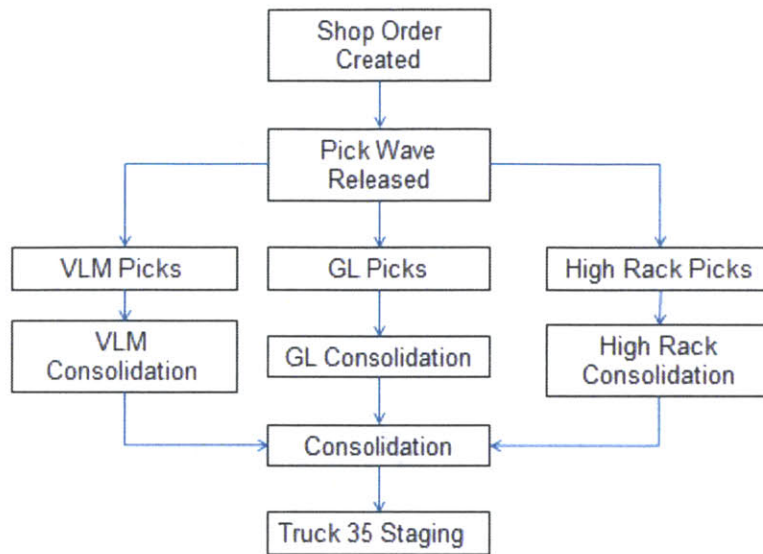 Shop Order
Created
Pick Wave
Released
VLM Picks
GL Picks
High Rack Picks
VLM
Consolidation
GL Consolidation
High Rack
Consolidation
Consolidation
Truck 35 Staging